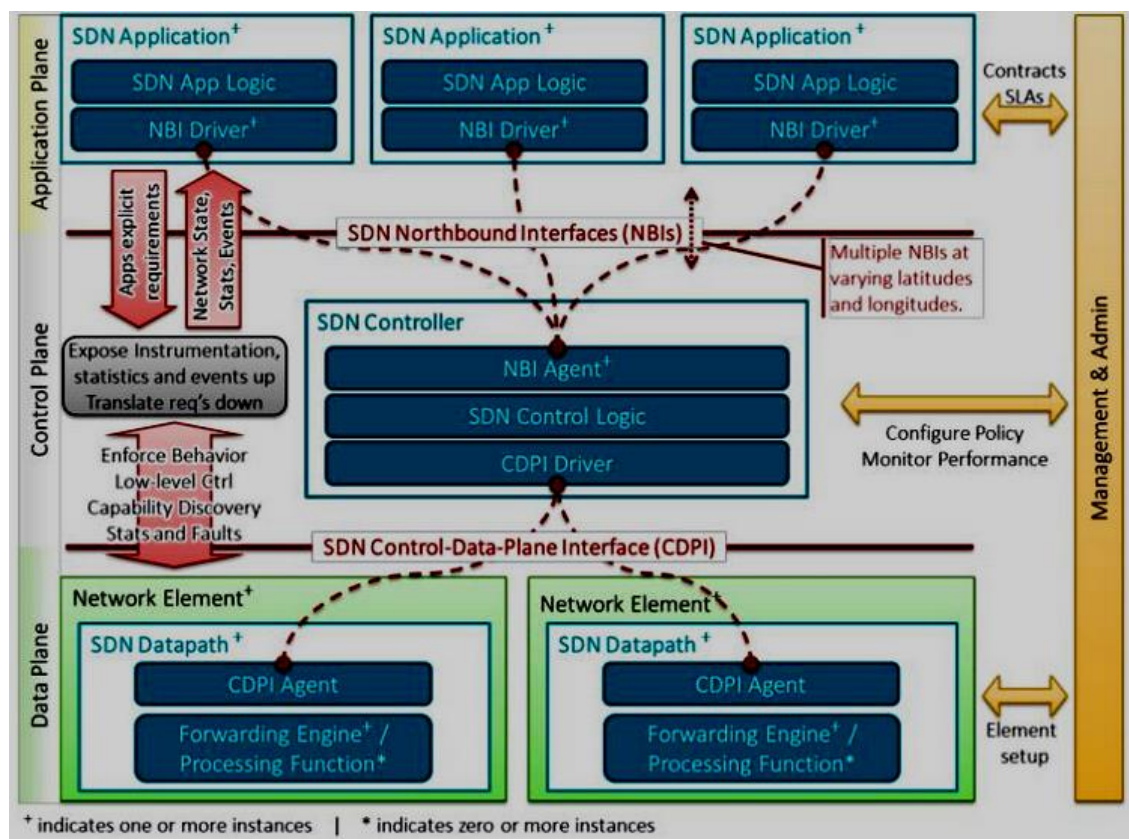 Application Plane
SDN Application⁺
SDN App Logic
NBI Driver⁺
SDN Application⁺
SDN App Logic
NBI Driver⁺
SDN Application⁺
SDN App Logic
NBI Driver⁺
Contracts
SLAs
Apps explicit
requirements
Network State,
Stats, Events
SDN Northbound Interfaces (NBIs)
Multiple NBIs at
varying latitudes
and longitudes.
Control Plane
Expose Instrumentation,
statistics and events up
Translate req's down
SDN Controller
NBI Agent⁺
SDN Control Logic
CDPI Driver
Configure Policy
Monitor Performance
Management & Admin
Enforce Behavior
Low-level Ctrl
Capability Discovery
Stats and Faults
SDN Control-Data-Plane Interface (CDPI)
Data Plane
Network Element⁺
SDN Datapath ⁺
CDPI Agent
Forwarding Engine⁺ /
Processing Function*
Network Element⁺
SDN Datapath ⁺
CDPI Agent
Forwarding Engine⁺ /
Processing Function*
Element
setup
⁺ indicates one or more instances | * indicates zero or more instances